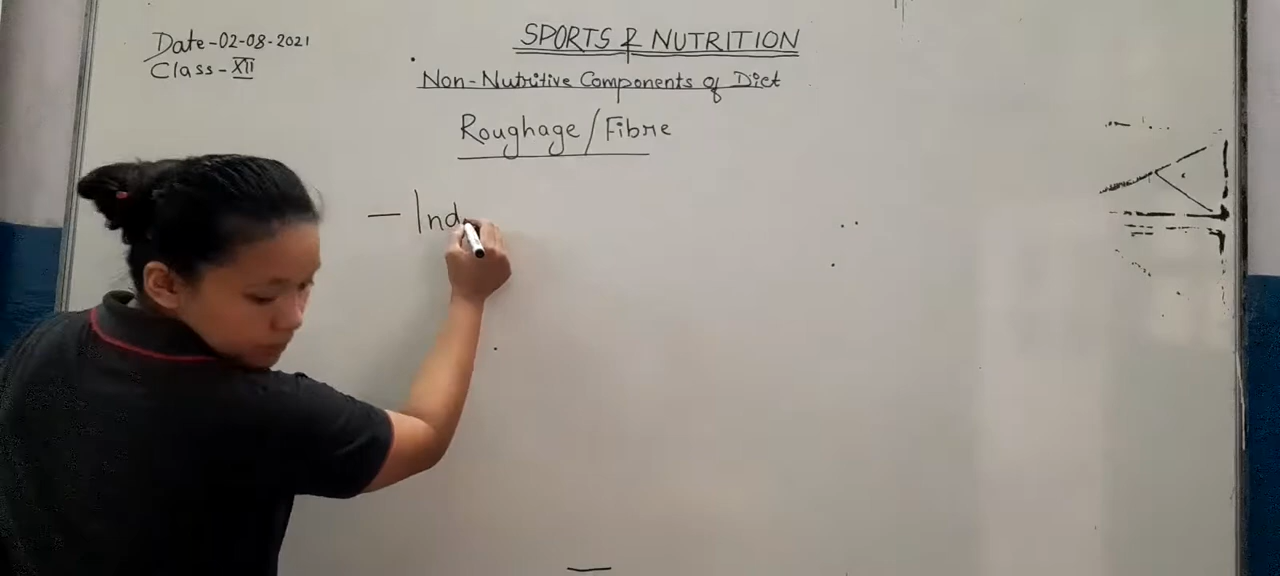 Date-02-08-2021
Class-XII
SPORTS & NUTRITION
Non-Nutritive Components of Diet
Roughage/Fibre
— Ind